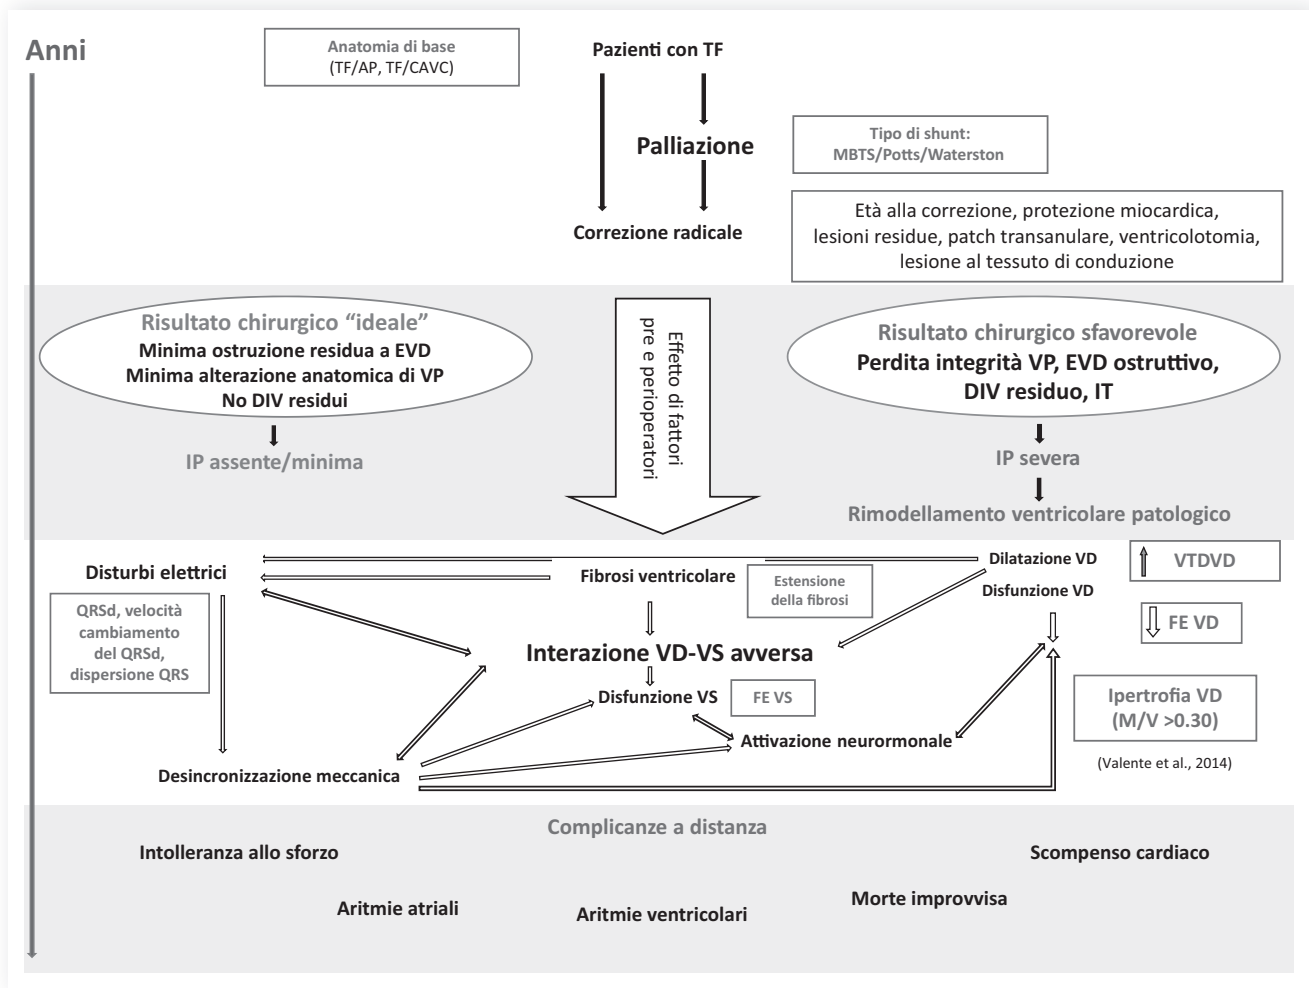 Anni
Anatomia di base
(TF/AP, TF/CAVC)
Pazienti con TF
Palliazione
Tipo di shunt:
MBTS/Potts/Waterston
Correzione radicale
Età alla correzione, protezione miocardica,
lesioni residue, patch transanulare, ventricolotomia,
lesione al tessuto di conduzione
Risultato chirurgico “ideale”
Minima ostruzione residua a EVD
Minima alterazione anatomica di VP
No DIV residui
IP assente/minima
Effetto di fattori
pre e perioperatori
Risultato chirurgico sfavorevole
Perdita integrità VP, EVD ostruttivo,
DIV residuo, IT
IP severa
Rimodellamento ventricolare patologico
Disturbi elettrici
QRSd, velocità
cambiamento
del QRSd,
dispersione QRS
Fibrosi ventricolare
Estensione
della fibrosi
Dilatazione VD
Disfunzione VD
VTDVD
FE VD
Interazione VD-VS avversa
Disfunzione VS
FE VS
Ipertrofia VD
(M/V >0.30)
Attivazione neurormonale
(Valente et al., 2014)
Desincronizzazione meccanica
Complicanze a distanza
Intolleranza allo sforzo
Scompenso cardiaco
Aritmie atriali
Aritmie ventricolari
Morte improvvisa